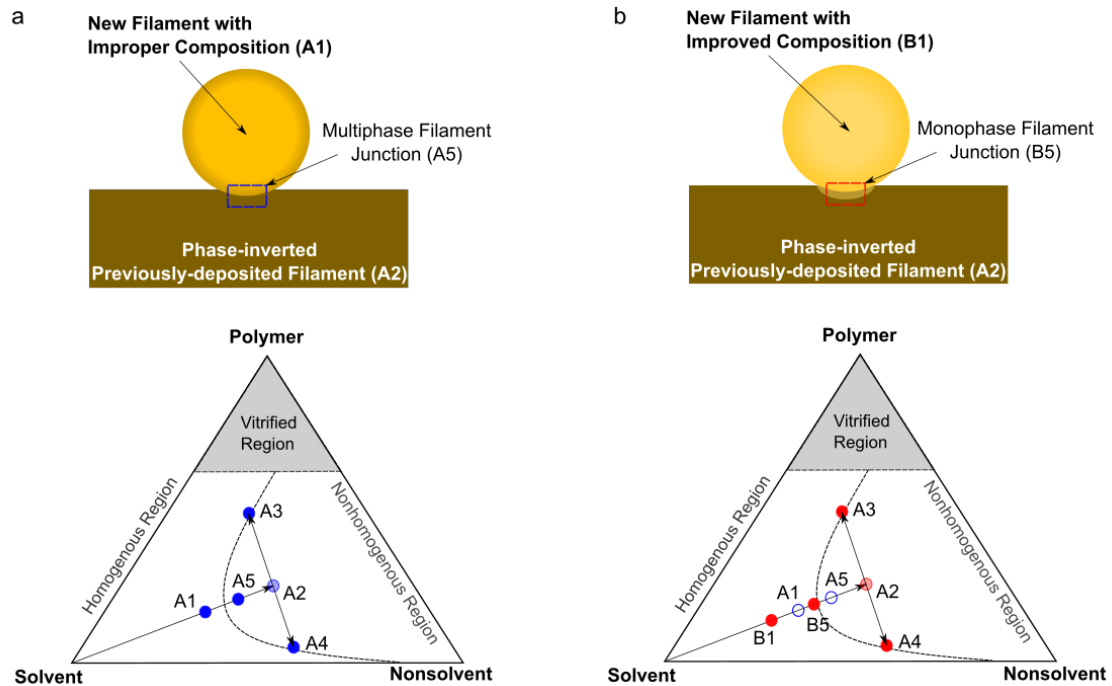 a
New Filament with
Improper Composition (A1)
Multiphase Filament
Junction (A5)
Phase-inverted
Previously-deposited Filament (A2)
Polymer
Vitrified
Region
Homogenous Region
Nonhomogenous Region
A3
A5
A2
A1
A4
Solvent
Nonsolvent
b
New Filament with
Improved Composition (B1)
Monophase Filament
Junction (B5)
Phase-inverted
Previously-deposited Filament (A2)
Polymer
Vitrified
Region
Homogenous Region
Nonhomogenous Region
A3
A5
A1
A2
B5
B1
A4
Solvent
Nonsolvent